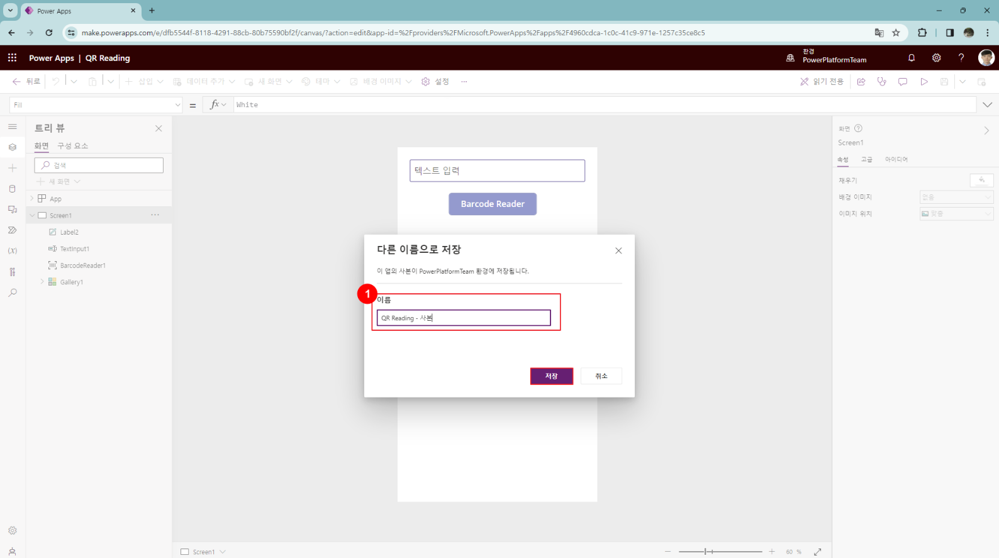 Power Apps
make.powerapps.com/e/dfb5544f-8118-4291-88cb-80b75590bf2f/canvas/?action=edit&app-id=%2Fproviders%2FMicrosoft.PowerApps%2Fapps%2F4960cdca-1c0c-41c9-971e-1257c35ce8c5
Power Apps | QR Reading
환경
PowerPlatformTeam
뒤로
삽입
데이터 추가
새 화면
테마
배경 이미지
설정
읽기 전용
Fill
=
fx
White
트리 뷰
화면 구성 요소
검색
새 화면
App
Screen1
Label2
TextInput1
BarcodeReader1
Gallery1
텍스트 입력
Barcode Reader
다른 이름으로 저장
이 앱의 사본이 PowerPlatformTeam 환경에 저장됩니다.
1
이름
QR Reading - 사본
저장
취소
화면
Screen1
속성 고급 아이디어
채우기
배경 이미지 없음
이미지 위치 맞춤
Screen1
60 %